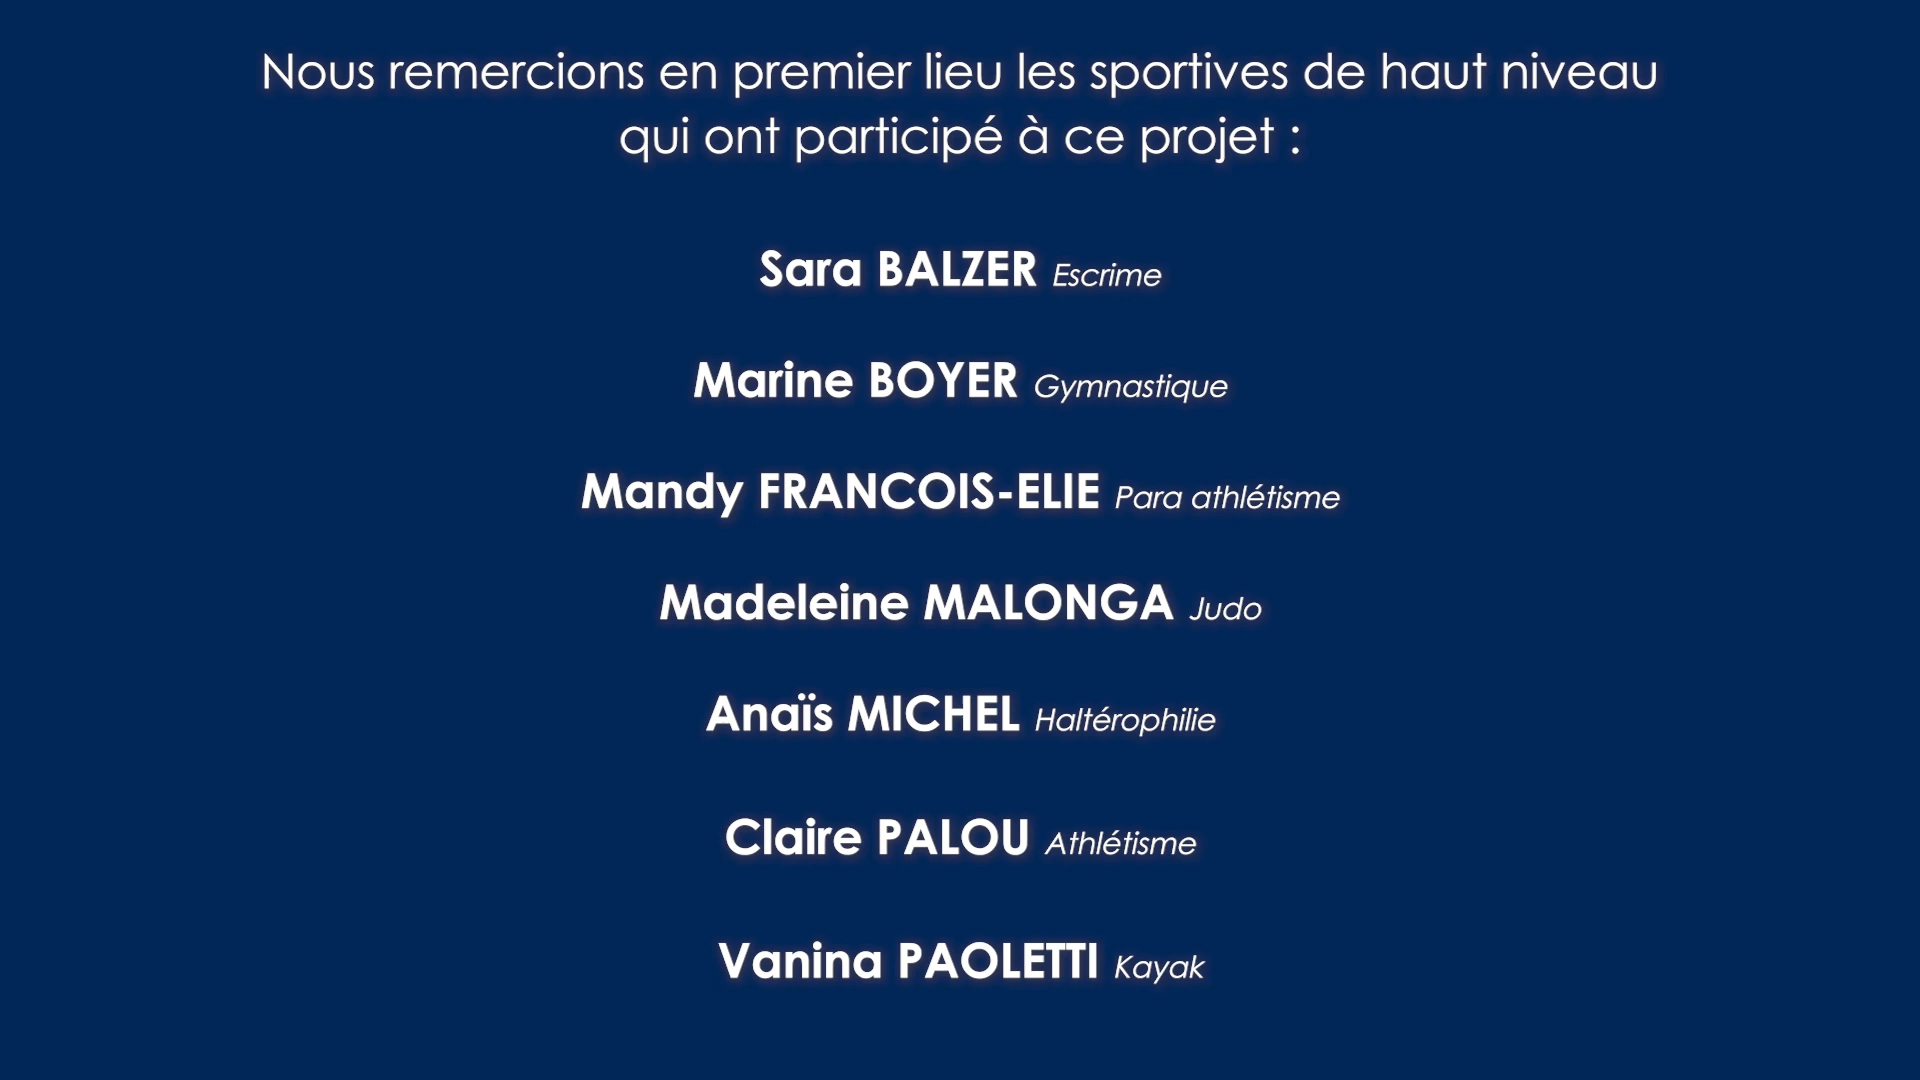 Nous remercions en premier lieu les sportives de haut niveau
qui ont participé à ce projet :
Sara BALZER Escrime
Marine BOYER Gymnastique
Mandy FRANCOIS-ELIE Para athlétisme
Madeleine MALONGA Judo
Anaïs MICHEL Haltérophilie
Claire PALOU Athlétisme
Vanina PAOLETTI Kayak